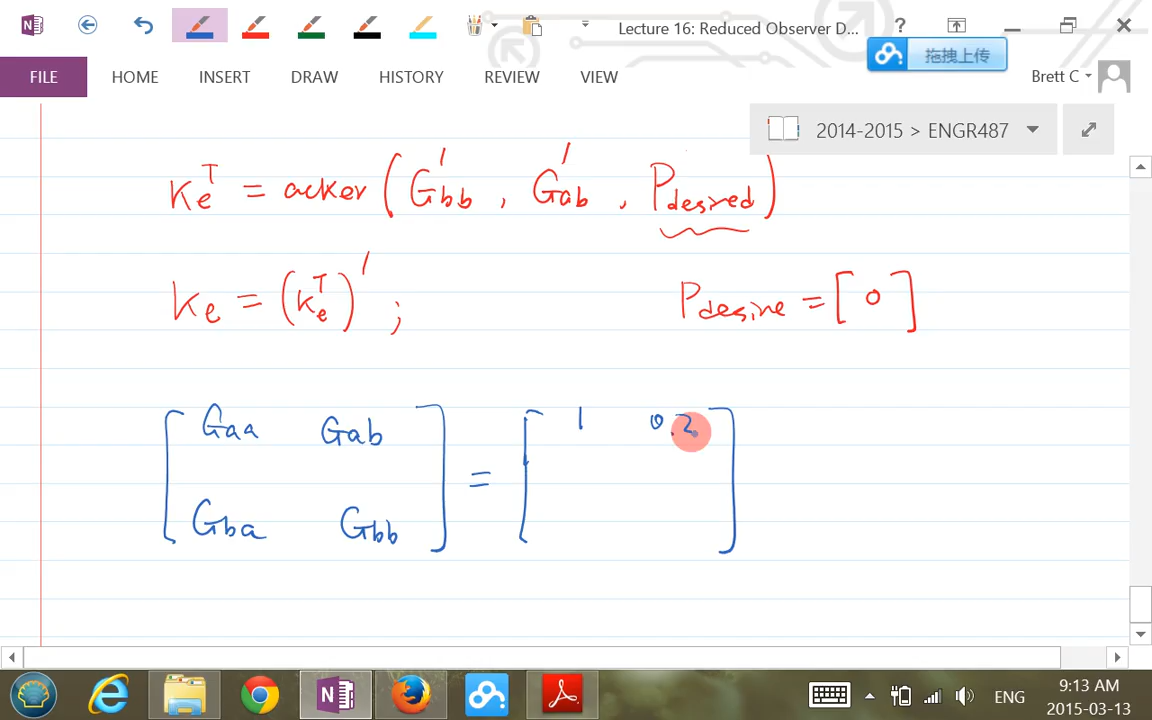 Lecture 16: Reduced Observer D...
?
拖拽上传
FILE HOME INSERT DRAW HISTORY REVIEW VIEW
Brett C
2014-2015 > ENGR487
Ke^T = acker (Gbb', Gab', Pdesired)
Ke = (Ke^T)' ; Pdesire = [0]
[Gaa Gab = [1 0.2
Gba Gbb] ]
ENG
9:13 AM
2015-03-13